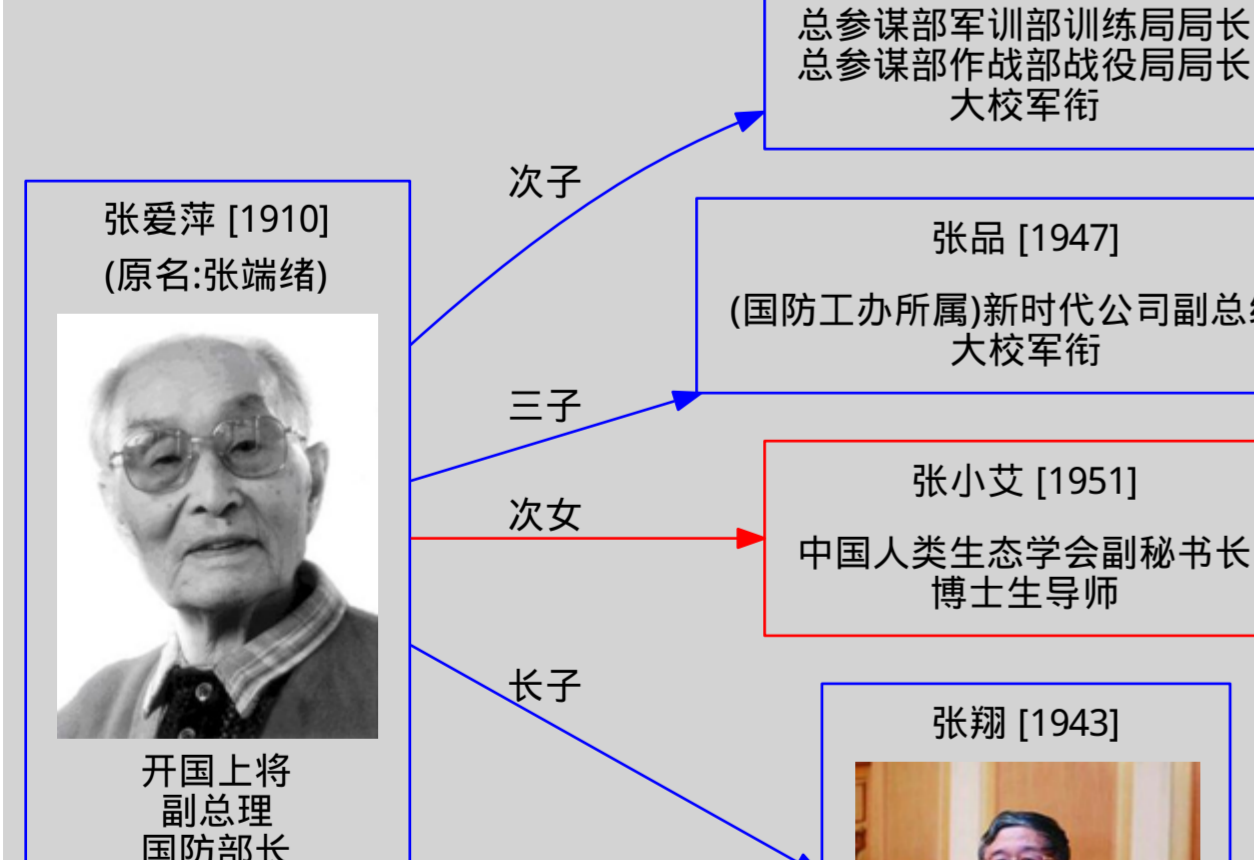 总参谋部军训部训练局局长
总参谋部作战部战役局局长
大校军衔
次子
张爱萍 [1910]
(原名:张端绪)
张品 [1947]
(国防工办所属)新时代公司副总
大校军衔
三子
张小艾 [1951]
次女
中国人类生态学会副秘书长
博士生导师
长子
张翔 [1943]
开国上将
副总理
国防部长